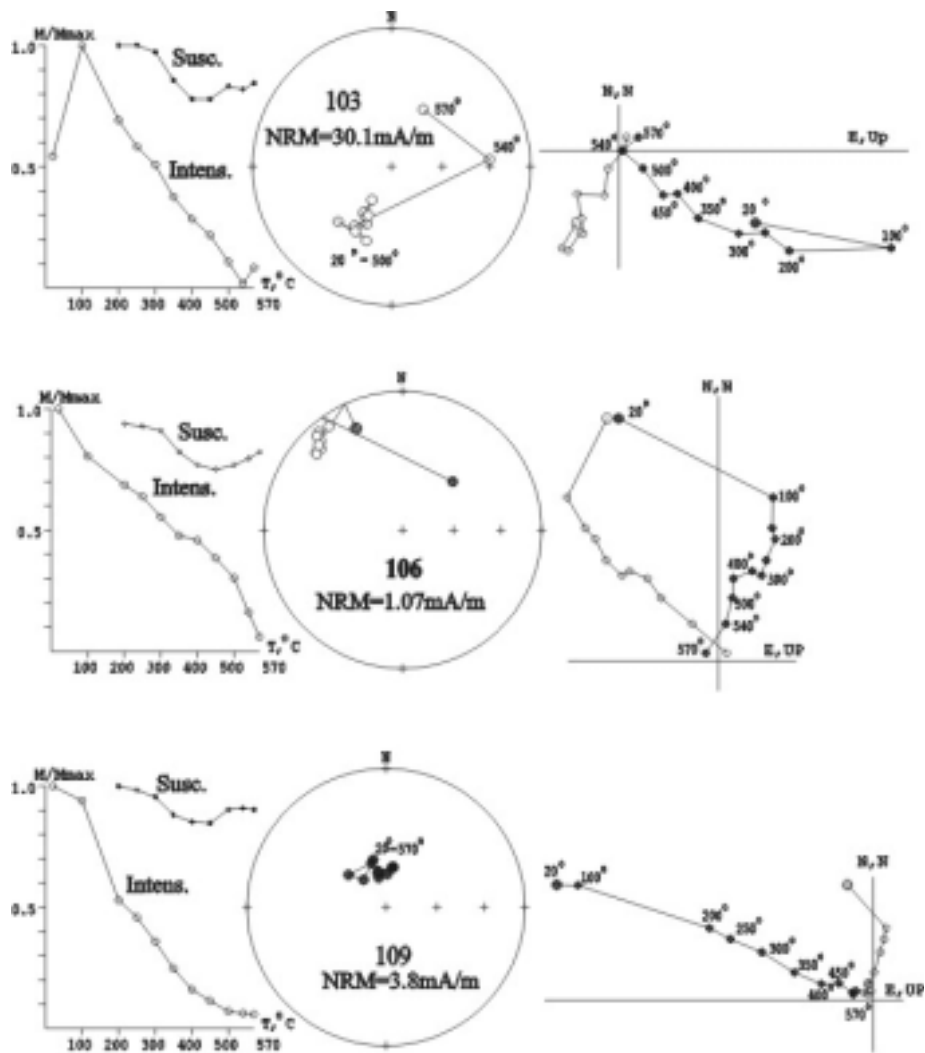 M/Mmax
1.0
Susc.
0.5
Intens.
T,°C
100 200 300 400 500 570
N
103
NRM=30.1mA/m
570°
540°
20°-500°
N,N
570°
540°
E,Up
500°
400°
450°
350°
20°
300°
200°
100°
M/Mmax
1.0
Susc.
Intens.
0.5
T,°C
100 200 300 400 500 570
N
106
NRM=1.07mA/m
N,N
20°
100°
200°
400°
300°
500°
540°
570°
E,UP
M/Mmax
1.0
Susc.
Intens.
0.5
T,°C
100 200 300 400 500 570
N
20°-570°
109
NRM=3.8mA/m
N,N
20°
100°
200°
250°
300°
350°
450°
400°
E,UP
570°